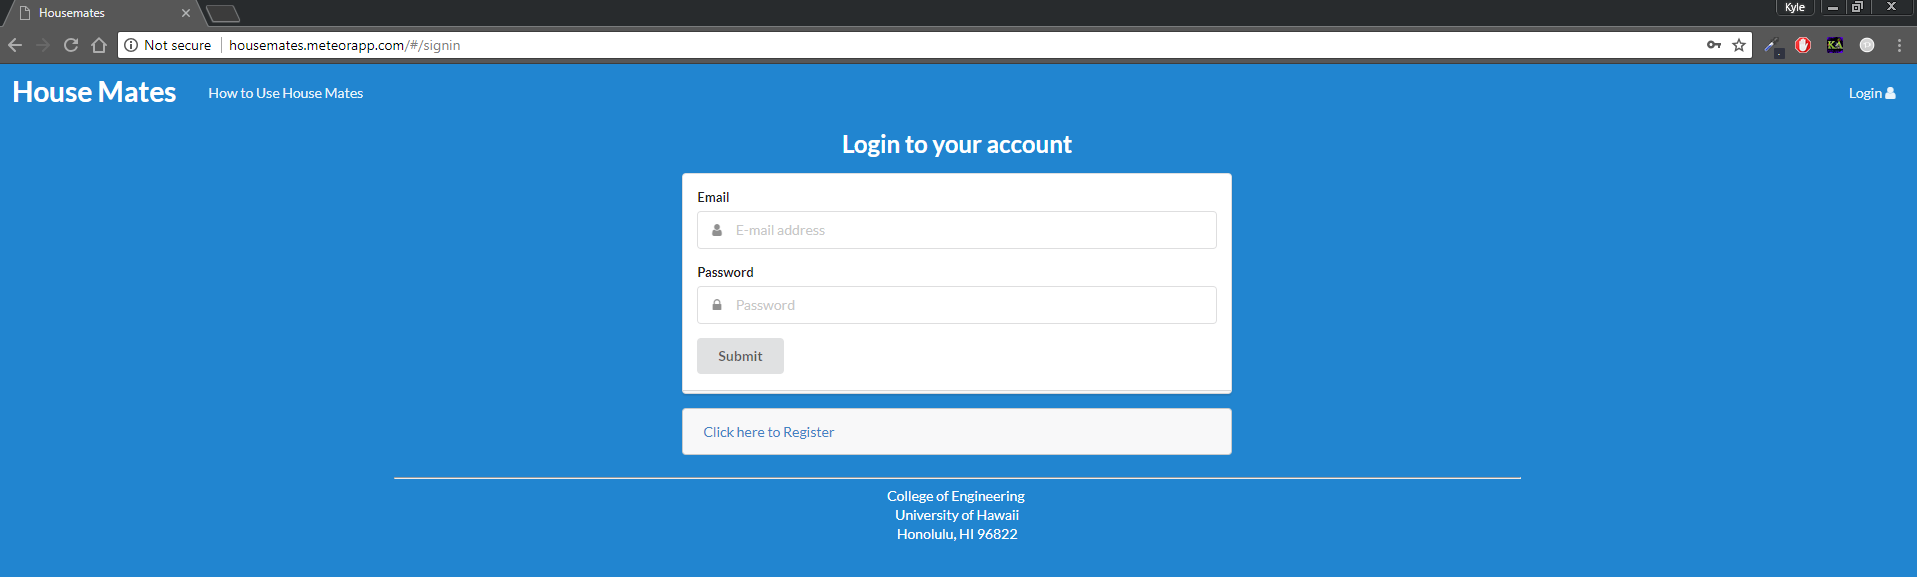 Housemates
Kyle
Not secure
housemates.meteorapp.com/#/signin
House Mates
How to Use House Mates
Login
Login to your account
Email
E-mail address
Password
Password
Submit
Click here to Register
College of Engineering
University of Hawaii
Honolulu, HI 96822